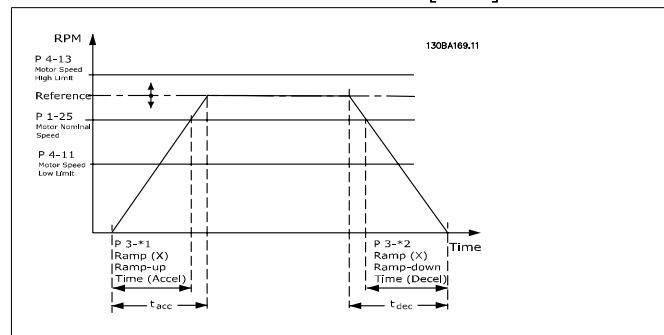 RPM
130BA169.11
P 4-13
Motor Speed
High Limit
Reference
P 1-25
Motor Nominal
Speed
P 4-11
Motor Speed
Low Limit
P 3-*1
Ramp (X)
Ramp-up
Time (Accel)
P 3-*2
Ramp (X)
Ramp-down
Time (Decel)
Time
tacc
tdec